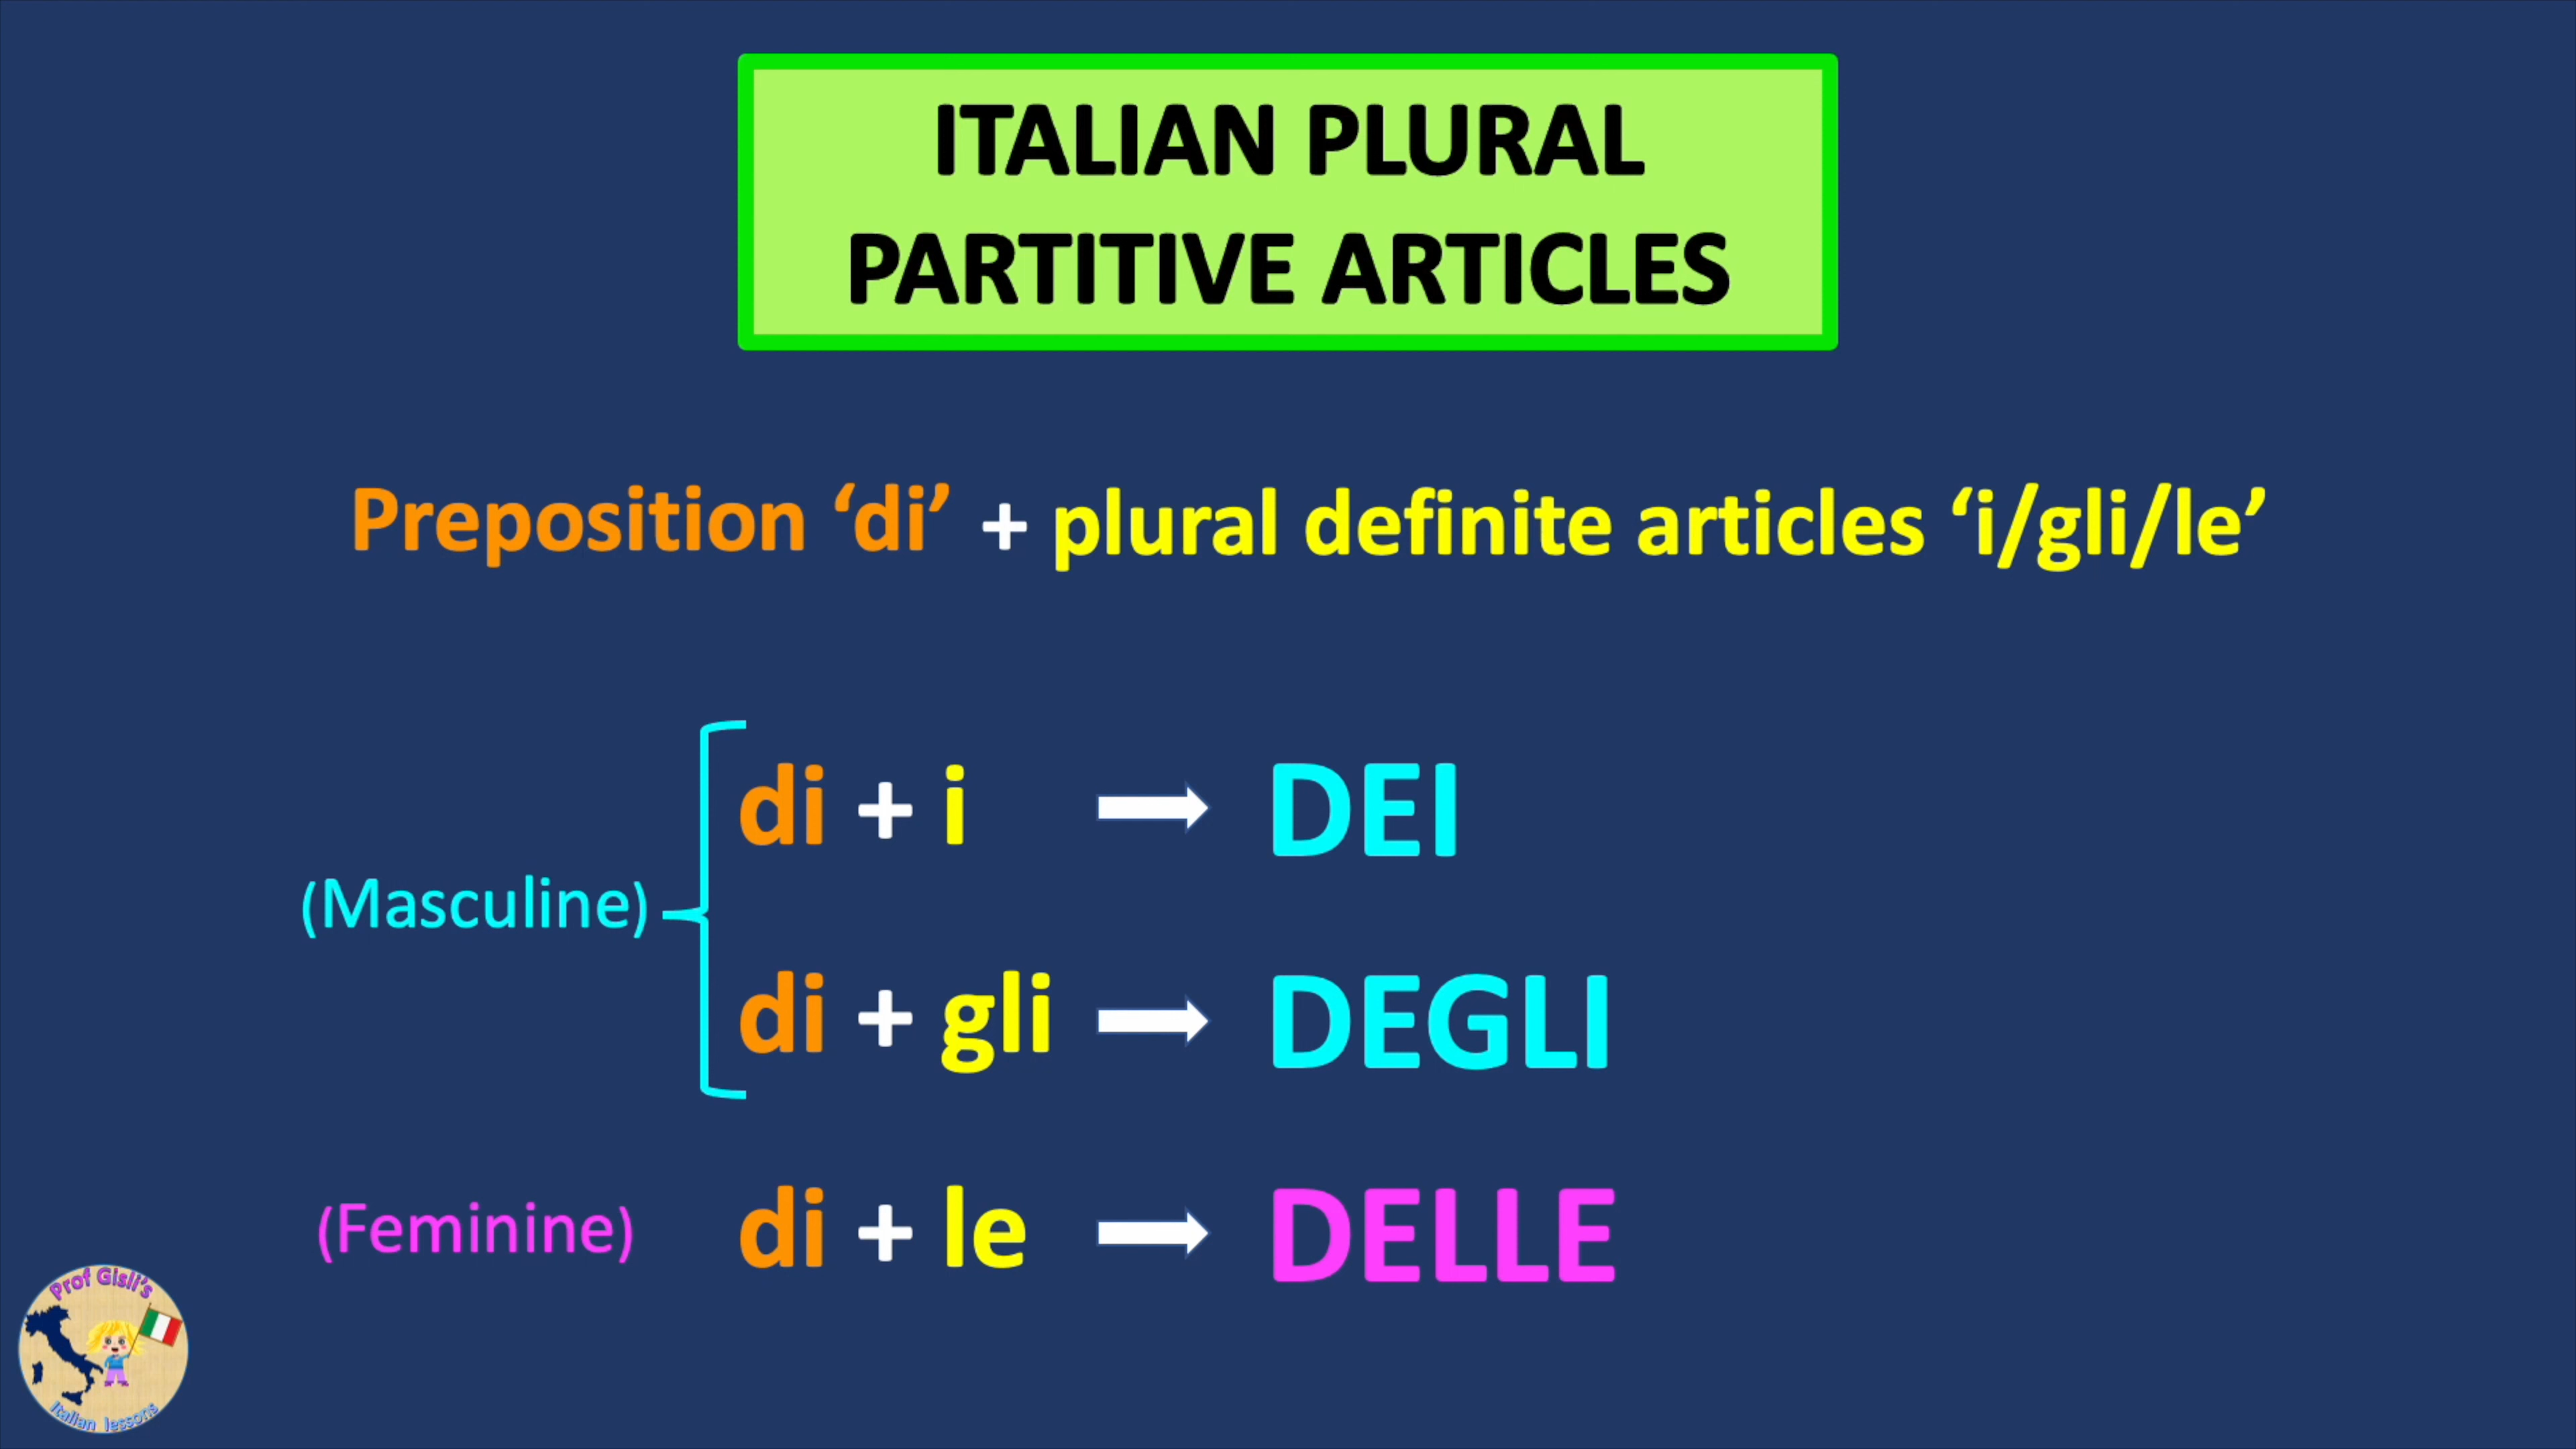 ITALIAN PLURAL
PARTITIVE ARTICLES
Preposition ‘di’ + plural definite articles ‘i/gli/le’
(Masculine)
di + i DEI
di + gli DEGLI
(Feminine) di + le DELLE
Prof Gisli's
Italian lessons